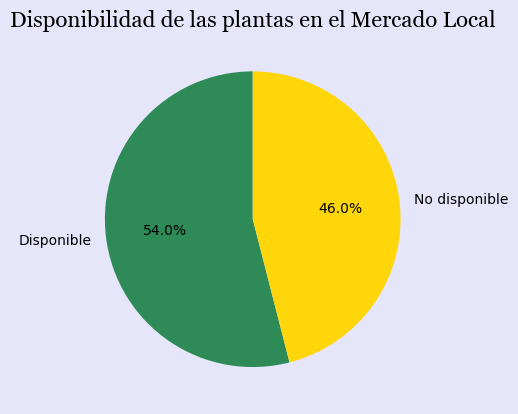 Disponibilidad de las plantas en el Mercado Local
No disponible
46.0%
54.0%
Disponible